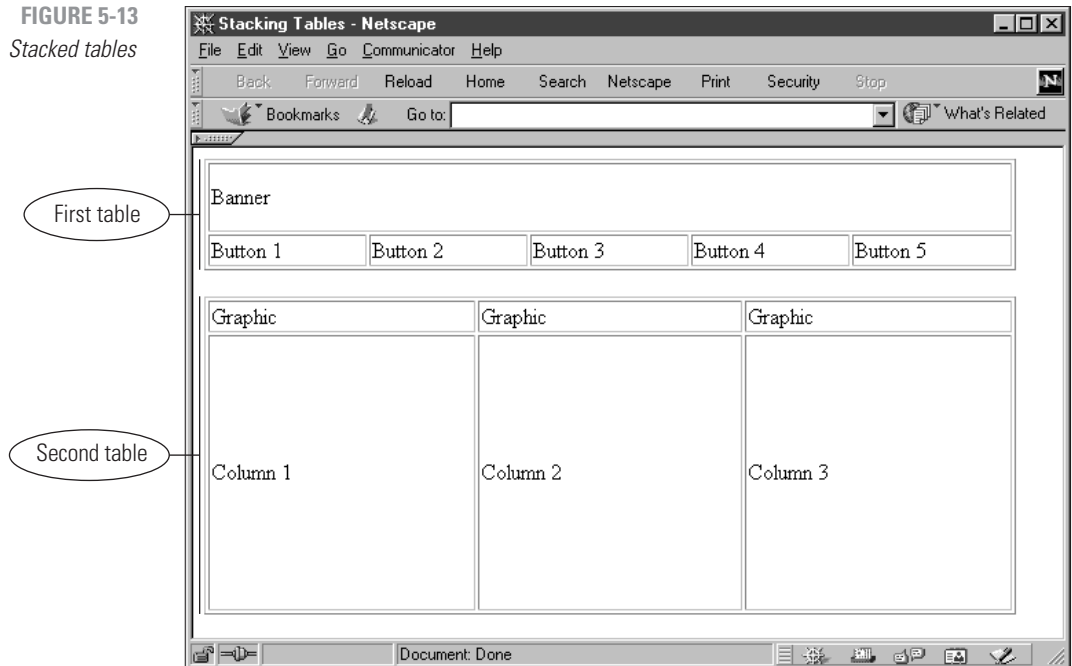 FIGURE 5-13
Stacked tables
Stacking Tables - Netscape
File Edit View Go Communicator Help
Back Forward Reload Home Search Netscape Print Security Stop N
Bookmarks Go to: What's Related
First table
Banner
Button 1 Button 2 Button 3 Button 4 Button 5
Second table
Graphic Graphic Graphic
Column 1 Column 2 Column 3
Document: Done